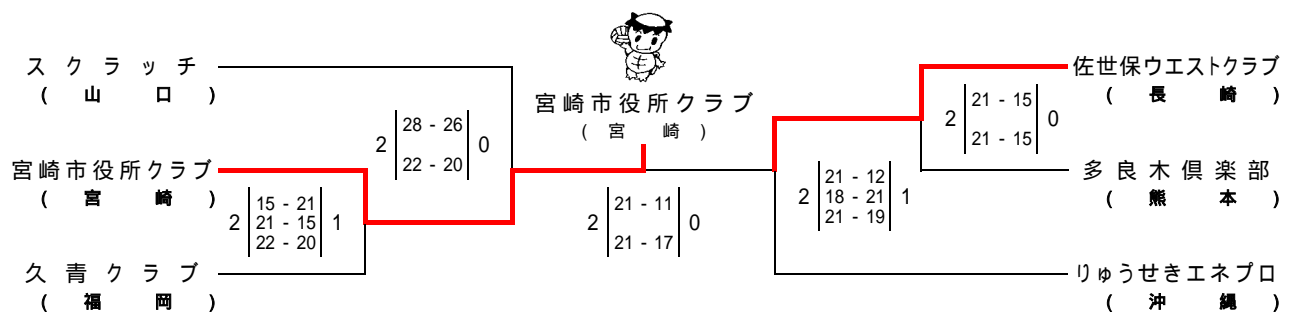 ス ク ラ ッ チ
( 山 口 )
宮崎市役所クラブ
( 宮 崎 )
佐世保ウエストクラブ
( 長 崎 )
2 28 - 26 0
22 - 20
2 21 - 15 0
21 - 15
宮崎市役所クラブ
( 宮 崎 )
多 良 木 倶 楽 部
( 熊 本 )
2 15 - 21 1
21 - 15
22 - 20
2 21 - 11 0
21 - 17
2 21 - 12 1
18 - 21
21 - 19
久 青 ク ラ ブ
( 福 岡 )
りゅうせきエネプロ
( 沖 縄 )